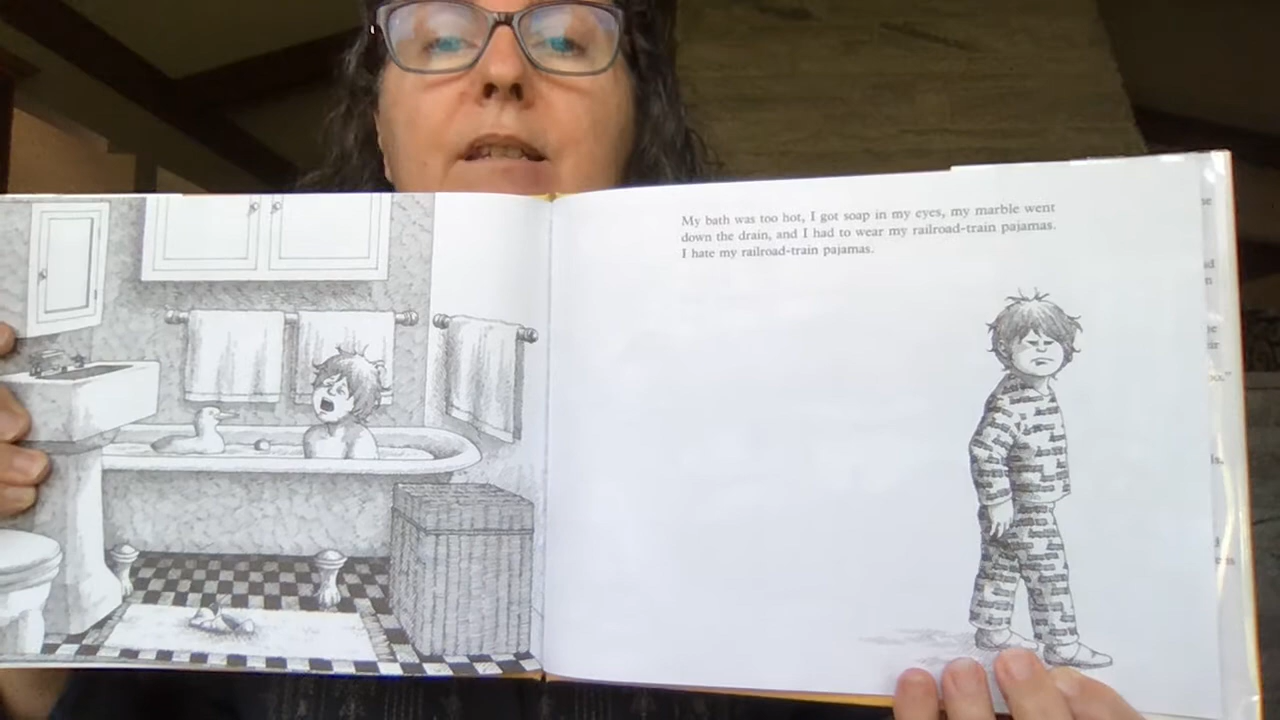 My bath was too hot, I got soap in my eyes, my marble went
down the drain, and I had to wear my railroad-train pajamas.
I hate my railroad-train pajamas.